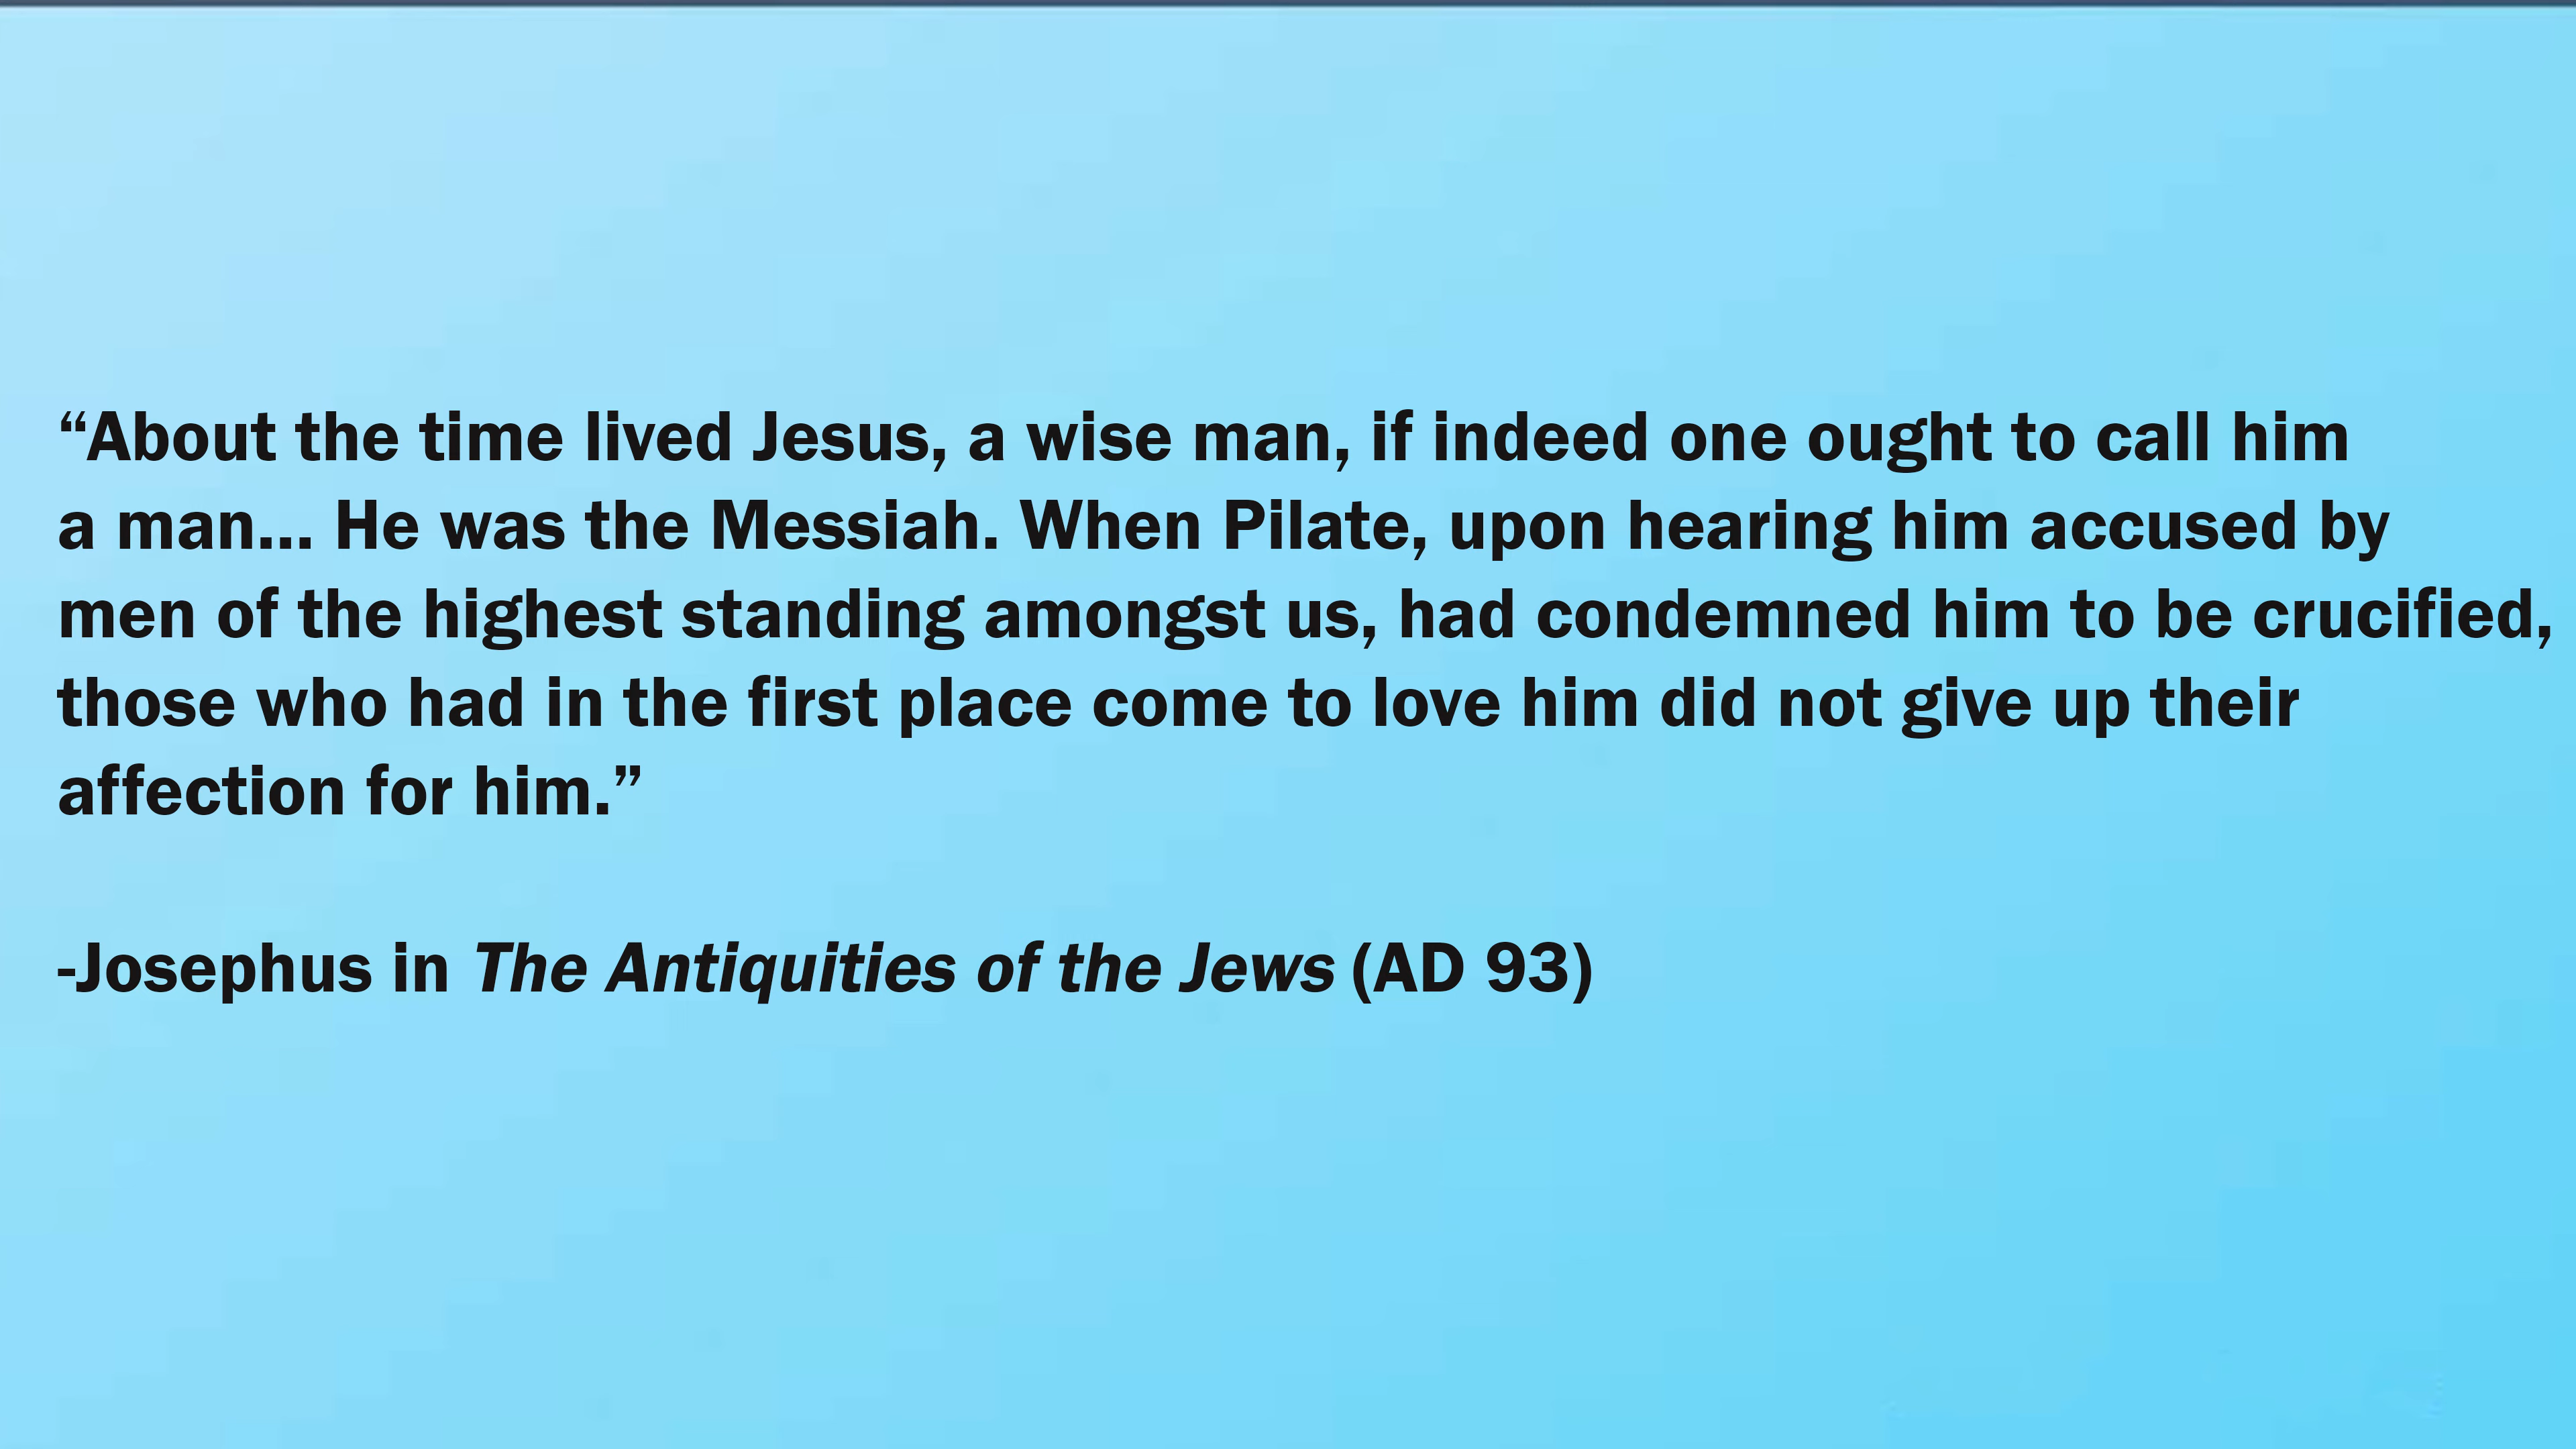 “About the time lived Jesus, a wise man, if indeed one ought to call him
a man... He was the Messiah. When Pilate, upon hearing him accused by
men of the highest standing amongst us, had condemned him to be crucified,
those who had in the first place come to love him did not give up their
affection for him.”
-Josephus in The Antiquities of the Jews (AD 93)